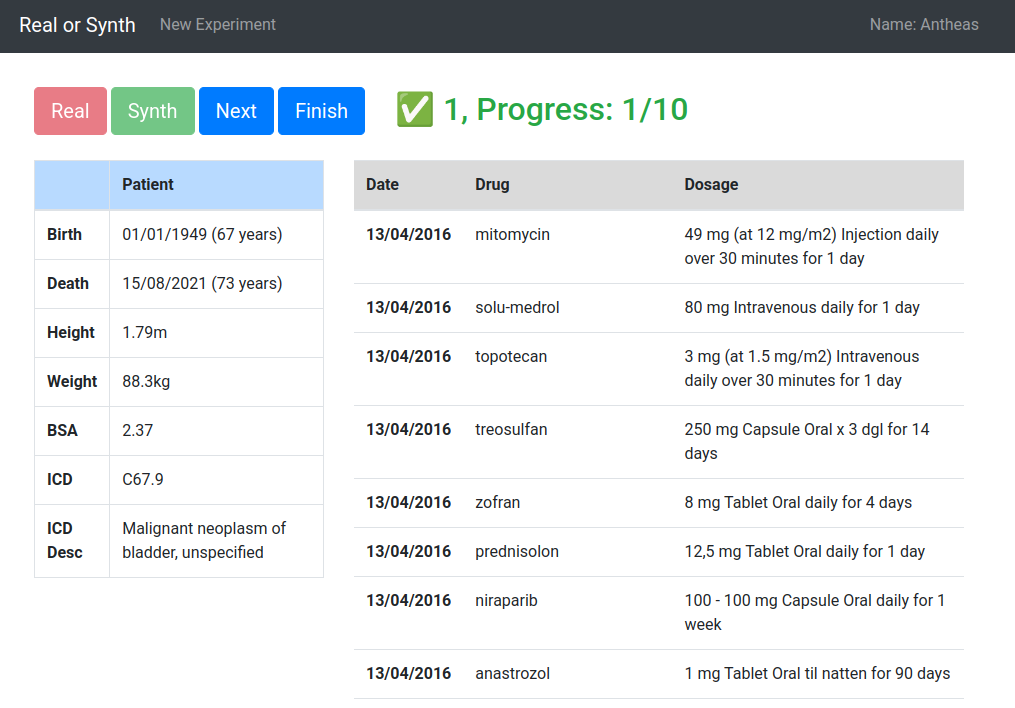 Real or Synth New Experiment Name: Antheas
Real Synth Next Finish ✅ 1, Progress: 1/10
Patient
Birth 01/01/1949 (67 years)
Death 15/08/2021 (73 years)
Height 1.79m
Weight 88.3kg
BSA 2.37
ICD C67.9
ICD Desc Malignant neoplasm of
bladder, unspecified
Date Drug Dosage
13/04/2016 mitomycin 49 mg (at 12 mg/m2) Injection daily
over 30 minutes for 1 day
13/04/2016 solu-medrol 80 mg Intravenous daily for 1 day
13/04/2016 topotecan 3 mg (at 1.5 mg/m2) Intravenous
daily over 30 minutes for 1 day
13/04/2016 treosulfan 250 mg Capsule Oral x 3 dgl for 14
days
13/04/2016 zofran 8 mg Tablet Oral daily for 4 days
13/04/2016 prednisolon 12,5 mg Tablet Oral daily for 1 day
13/04/2016 niraparib 100 - 100 mg Capsule Oral daily for 1
week
13/04/2016 anastrozol 1 mg Tablet Oral til natten for 90 days